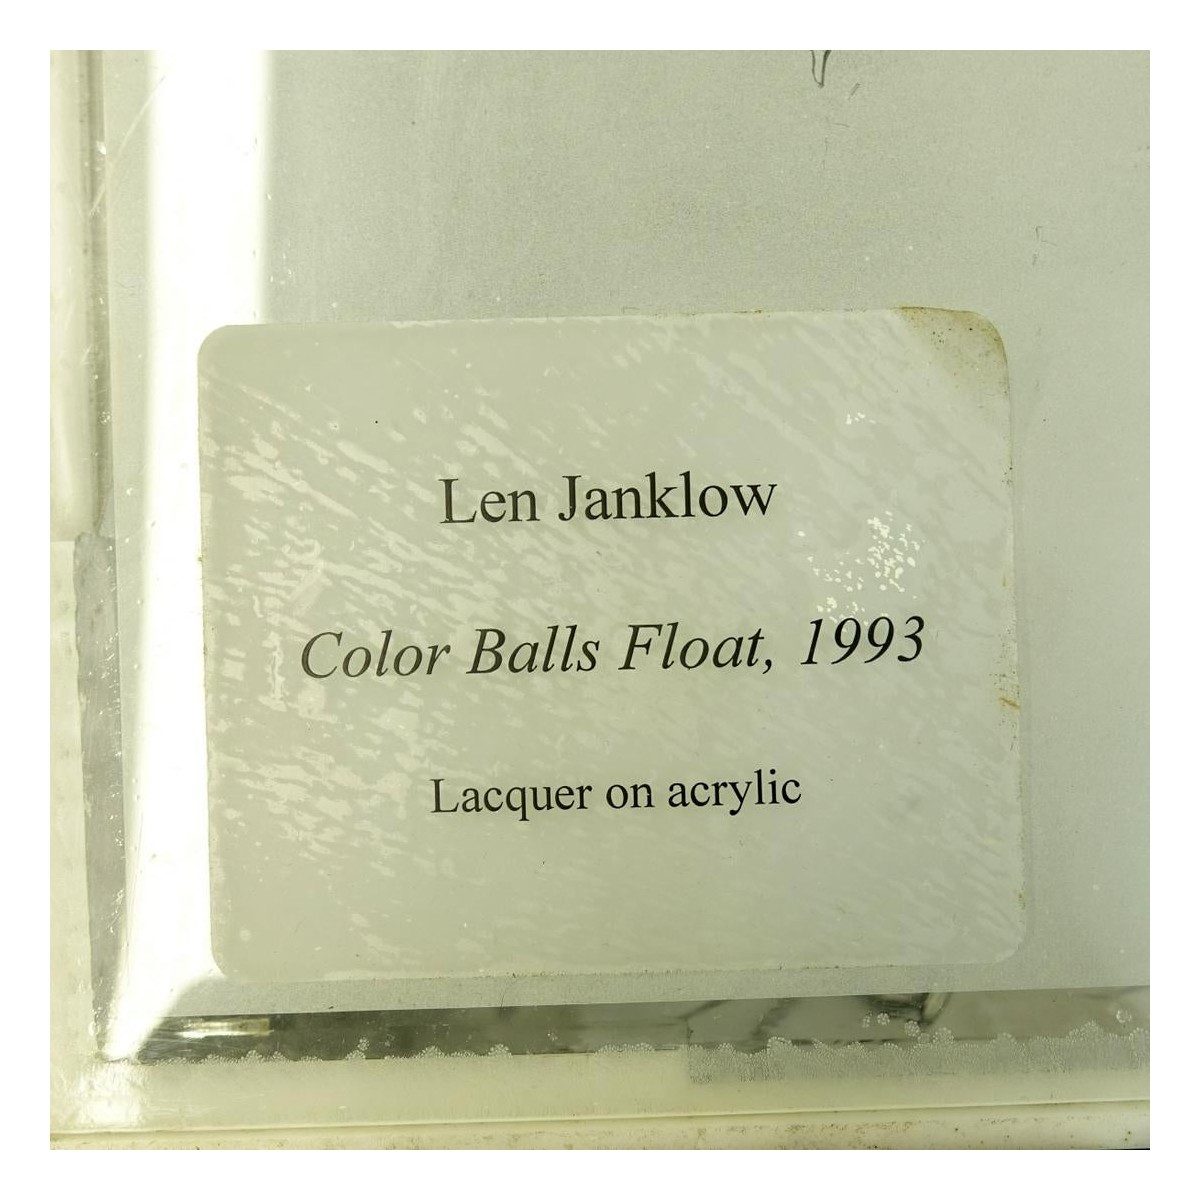 Len Janklow
Color Balls Float, 1993
Lacquer on acrylic